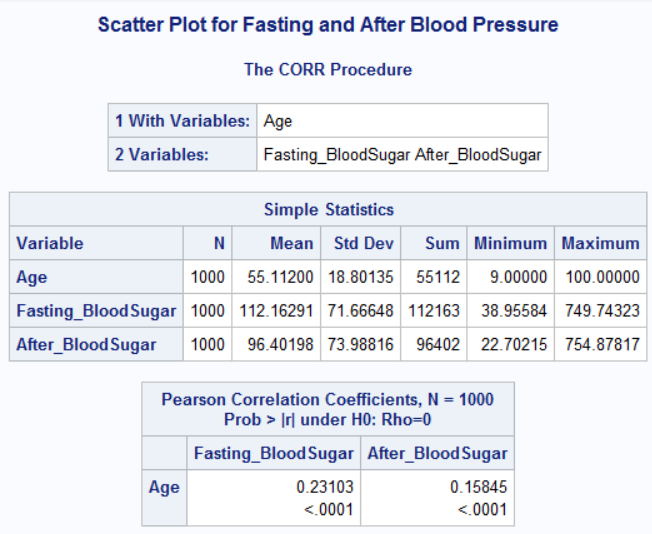 Scatter Plot for Fasting and After Blood Pressure
The CORR Procedure
1 With Variables: Age
2 Variables: Fasting_BloodSugar After_BloodSugar
Simple Statistics
Variable N Mean Std Dev Sum Minimum Maximum
Age 1000 55.11200 18.80135 55112 9.00000 100.00000
Fasting_BloodSugar 1000 112.16291 71.66648 112163 38.95584 749.74323
After_BloodSugar 1000 96.40198 73.98816 96402 22.70215 754.87817
Pearson Correlation Coefficients, N = 1000
Prob > |r| under H0: Rho=0
Fasting_BloodSugar After_BloodSugar
Age 0.23103 0.15845
<.0001 <.0001